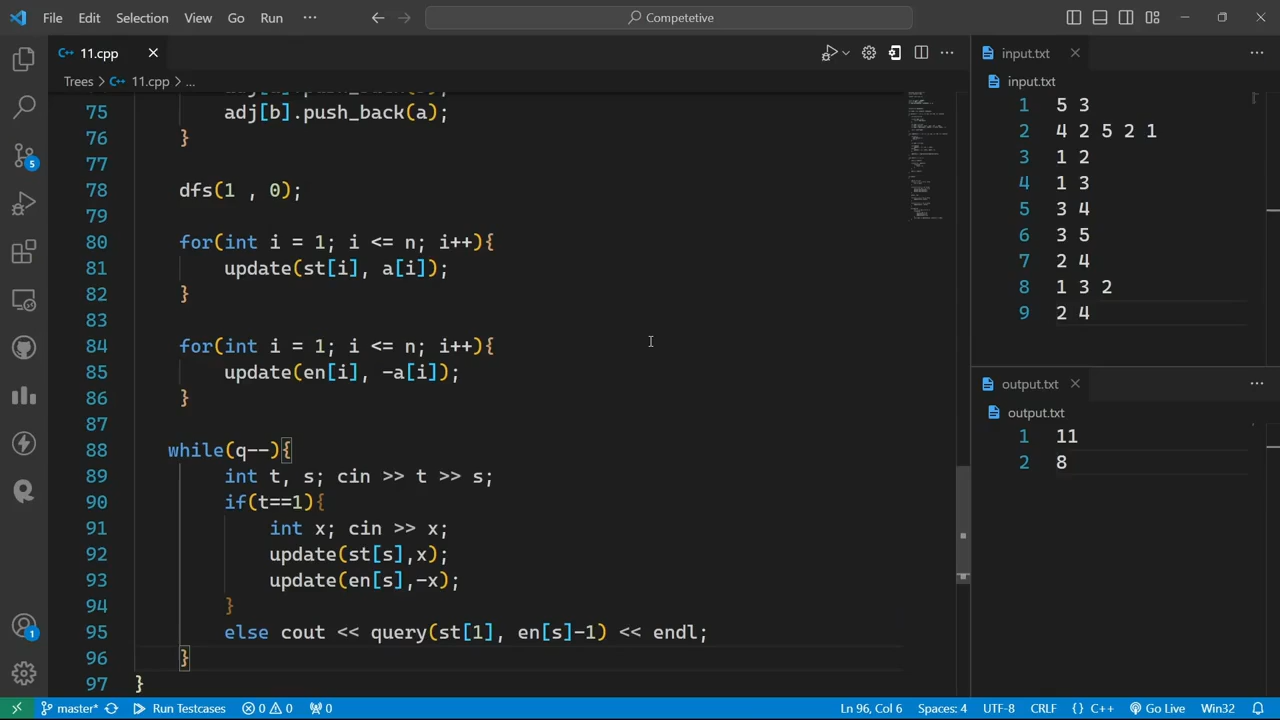 File Edit Selection View Go Run ··· Competetive
11.cpp
Trees > 11.cpp > ...
75 adj[b].push_back(a);
76 }
77
78 dfs(1 , 0);
79
80 for(int i = 1; i <= n; i++){
81 update(st[i], a[i]);
82 }
83
84 for(int i = 1; i <= n; i++){
85 update(en[i], -a[i]);
86 }
87
88 while(q--){
89 int t, s; cin >> t >> s;
90 if(t==1){
91 int x; cin >> x;
92 update(st[s],x);
93 update(en[s],-x);
94 }
95 else cout << query(st[1], en[s]-1) << endl;
96 }
97 }
input.txt
input.txt
1 5 3
2 4 2 5 2 1
3 1 2
4 1 3
5 3 4
6 3 5
7 2 4
8 1 3 2
9 2 4
output.txt
output.txt
1 11
2 8
5
1
master* Run Testcases 0 0 0 Ln 96, Col 6 Spaces: 4 UTF-8 CRLF {} C++ Go Live Win32